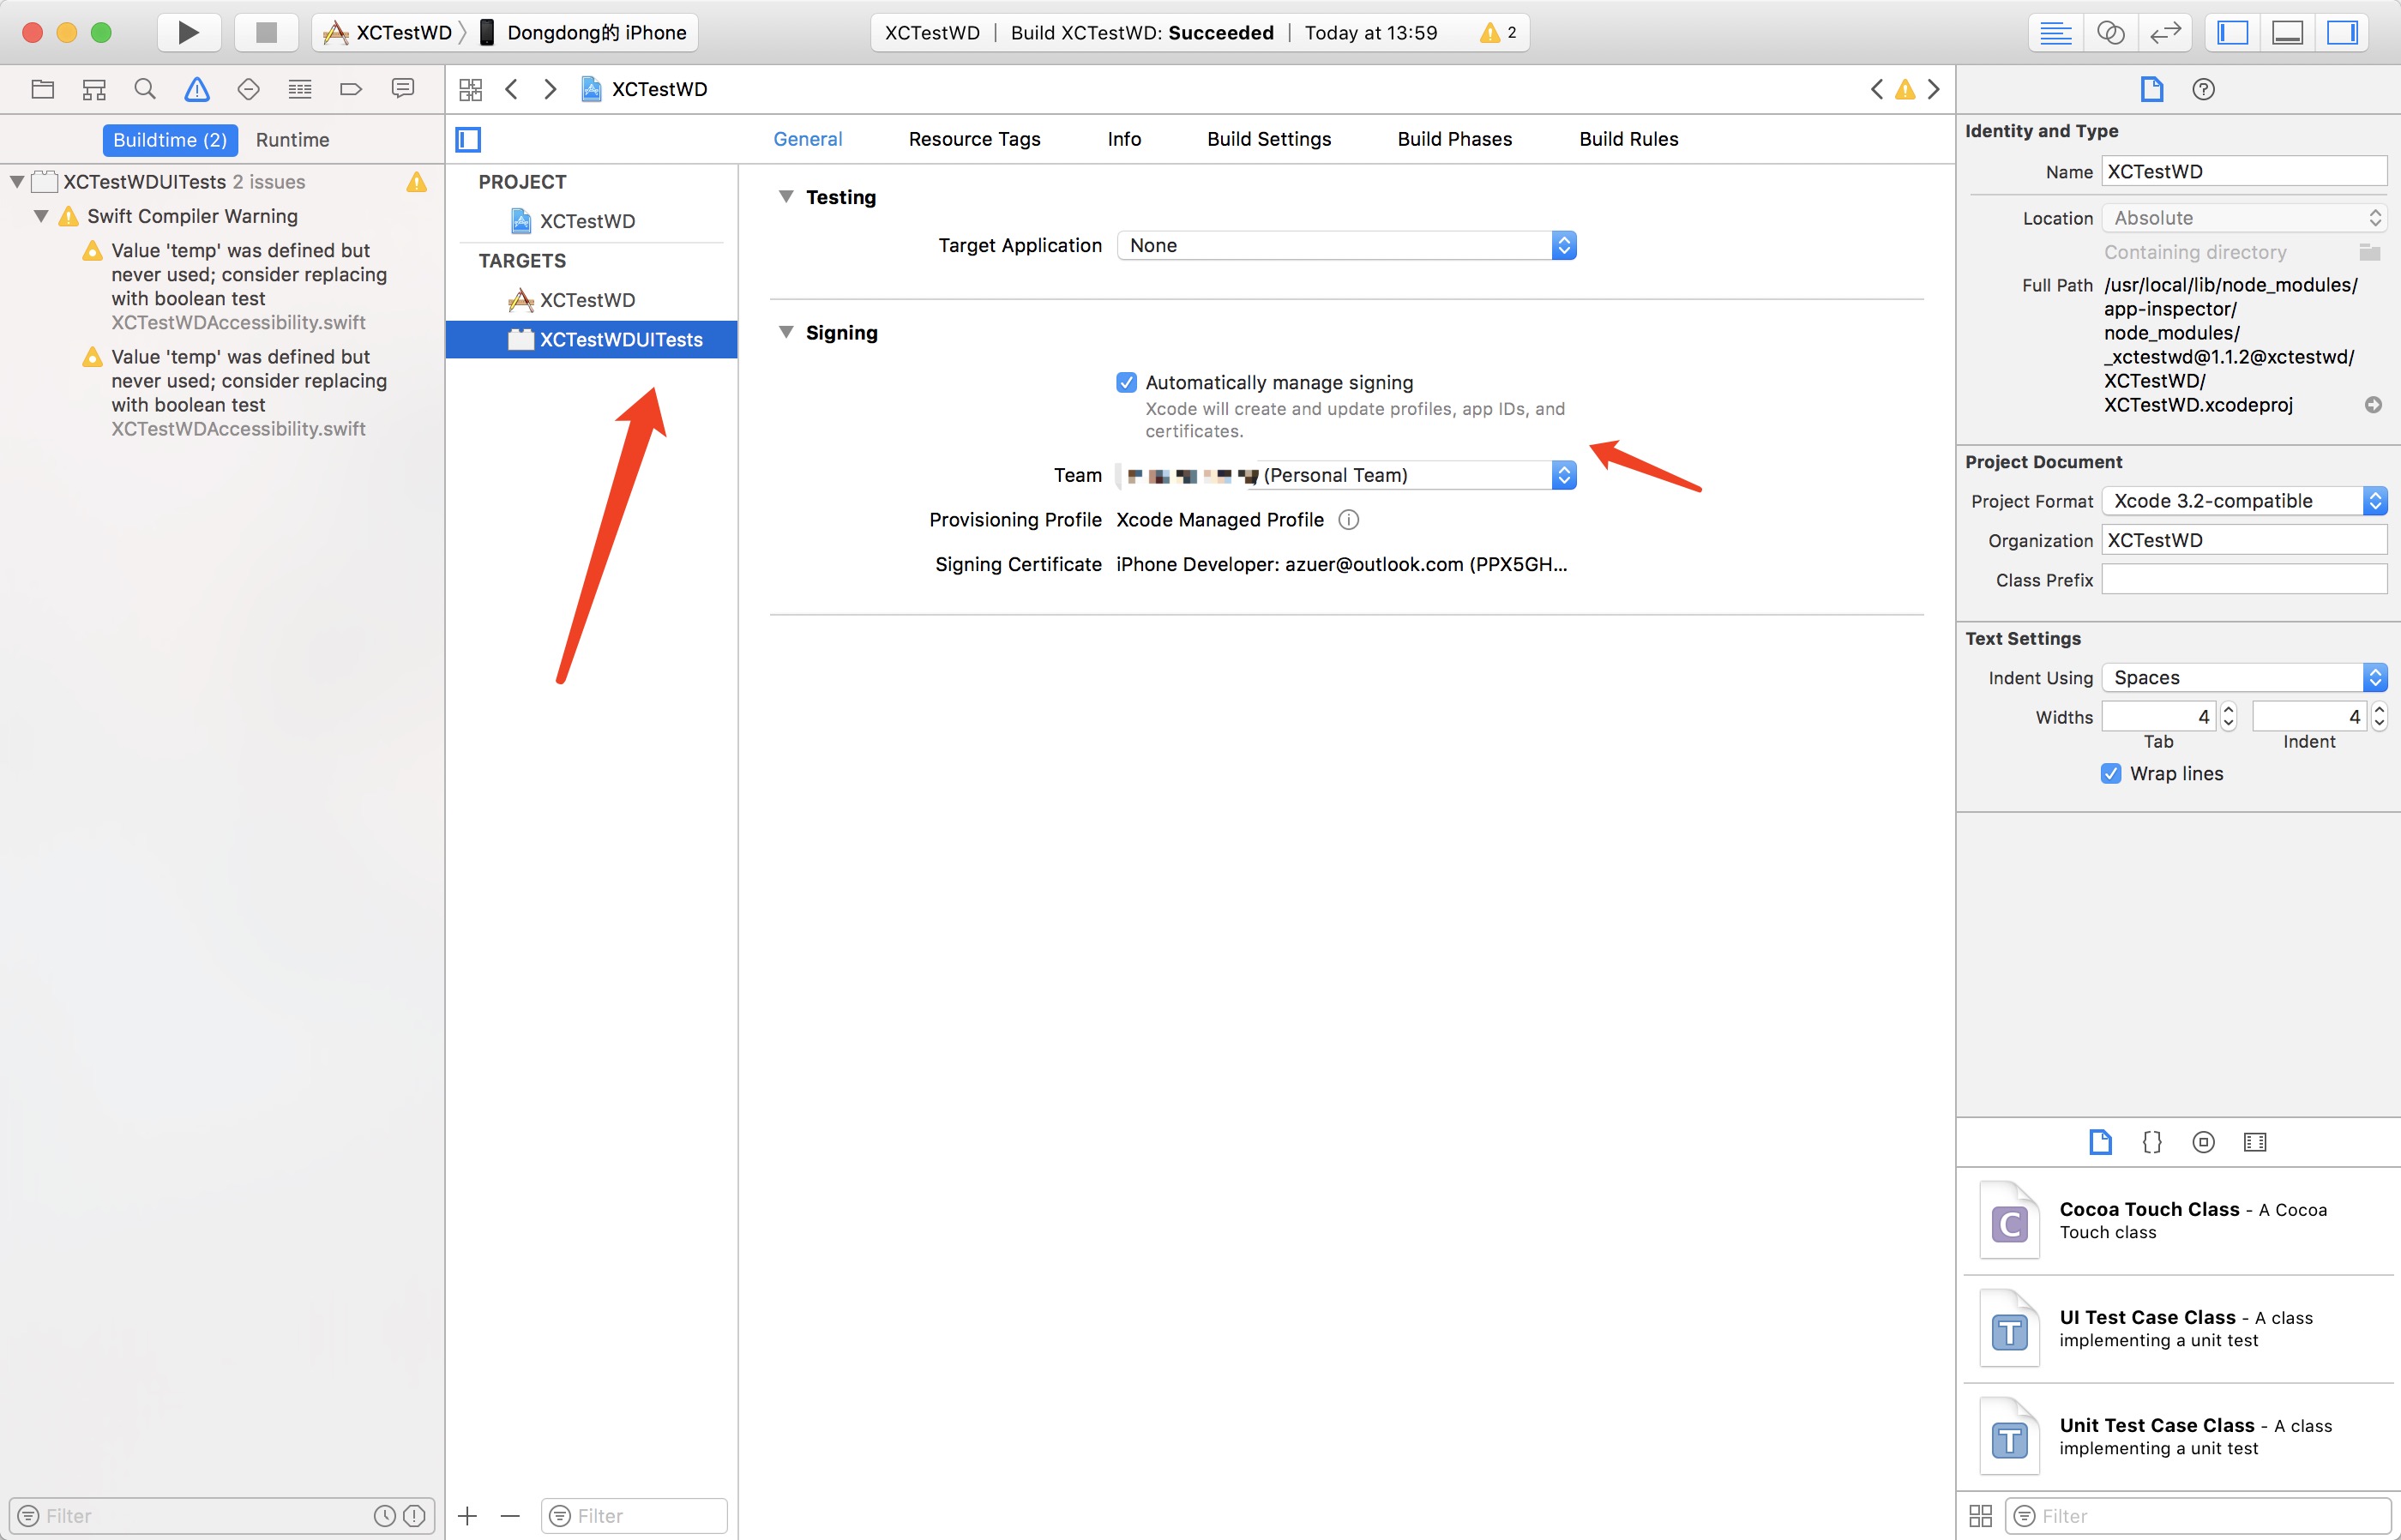 XCTestWD
Dongdong的 iPhone
XCTestWD | Build XCTestWD: Succeeded | Today at 13:59
2
XCTestWD
Buildtime (2)
Runtime
General
Resource Tags
Info
Build Settings
Build Phases
Build Rules
XCTestWDUITests 2 issues
Swift Compiler Warning
Value 'temp' was defined but
never used; consider replacing
with boolean test
XCTestWDAccessibility.swift
Value 'temp' was defined but
never used; consider replacing
with boolean test
XCTestWDAccessibility.swift
Filter
PROJECT
XCTestWD
TARGETS
XCTestWD
XCTestWDUITests
Filter
Testing
Target Application None
Signing
Automatically manage signing
Xcode will create and update profiles, app IDs, and
certificates.
Team (Personal Team)
Provisioning Profile Xcode Managed Profile
Signing Certificate iPhone Developer: azuer@outlook.com (PPX5GH...
Identity and Type
Name XCTestWD
Location Absolute
Containing directory
Full Path /usr/local/lib/node_modules/
app-inspector/
node_modules/
_xctestwd@1.1.2@xctestwd/
XCTestWD/
XCTestWD.xcodeproj
Project Document
Project Format Xcode 3.2-compatible
Organization XCTestWD
Class Prefix
Text Settings
Indent Using Spaces
Widths 4 4
Tab Indent
Wrap lines
{}
C
Cocoa Touch Class - A Cocoa
Touch class
T
UI Test Case Class - A class
implementing a unit test
T
Unit Test Case Class - A class
implementing a unit test
Filter